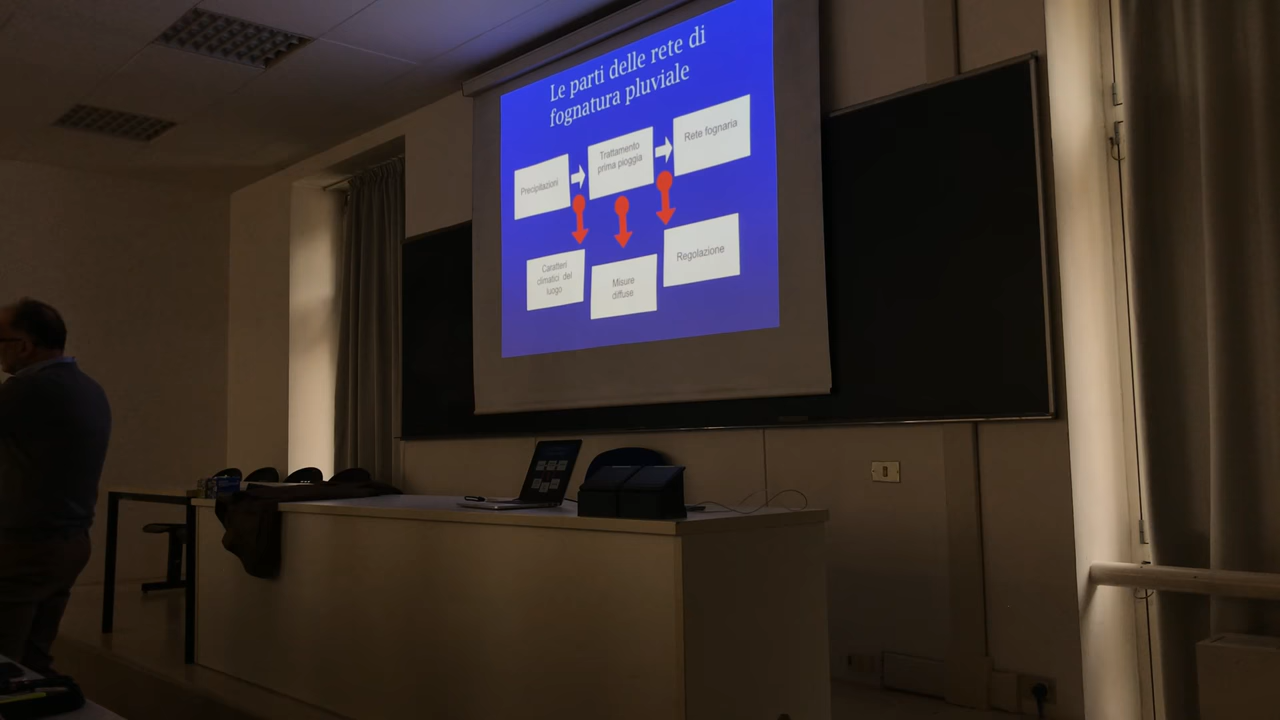 Le parti delle rete di
fognatura pluviale
Precipitazioni
Trattamento
prima pioggia
Rete fognaria
Caratteri
climatici del
luogo
Misure
diffuse
Regolazione